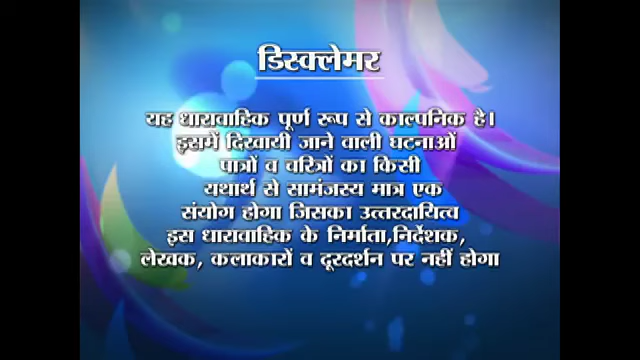 डिस्क्लेमर
यह धारावाहिक पूर्ण रूप से काल्पनिक है।
इसमें दिखायी जाने वाली घटनाओं
पात्रों व चरित्रों का किसी
यथार्थ से सामंजस्य मात्र एक
संयोग होगा जिसका उत्तरदायित्व
इस धारावाहिक के निर्माता,निर्देशक,
लेखक, कलाकारों व दूरदर्शन पर नहीं होगा